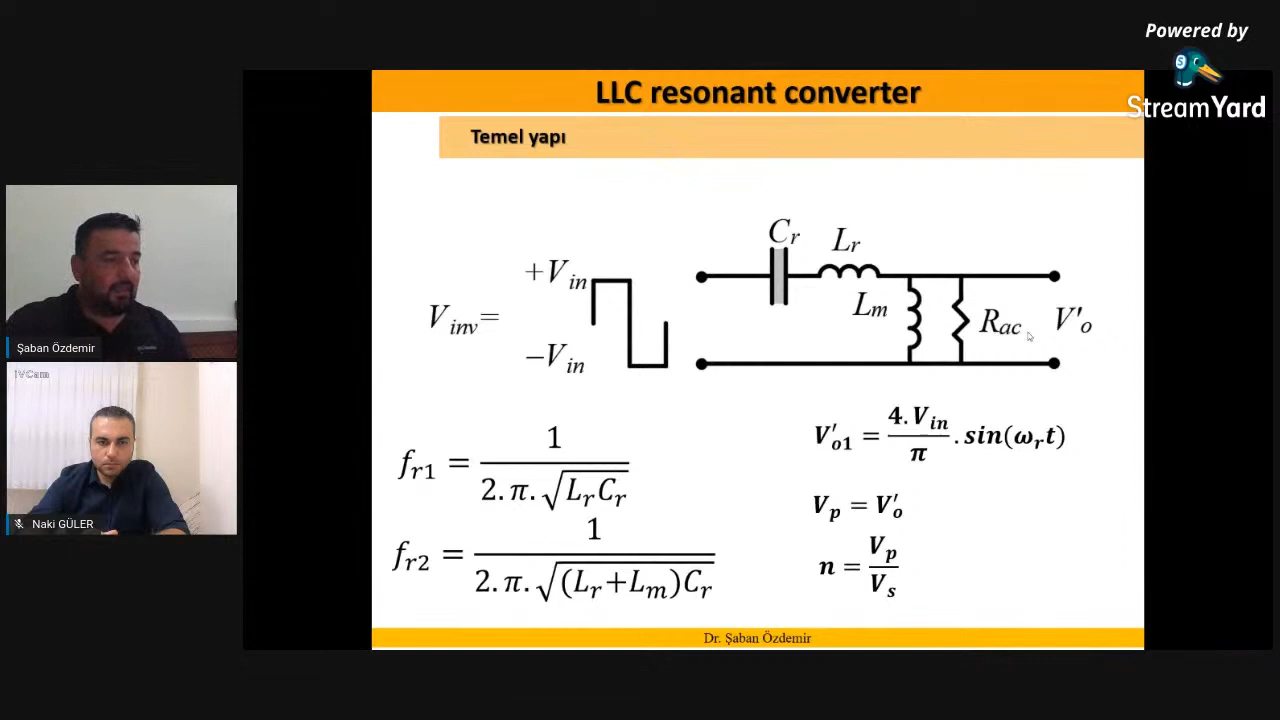 Powered by
StreamYard
LLC resonant converter
Temel yapı
Vinv=
+Vin
−Vin
Cr
Lr
Lm
Rac
V'o
fr1 = 1 / 2.π.√LrCr
fr2 = 1 / 2.π.√(Lr+Lm)Cr
V'o1 = 4.Vin / π .sin(ωrt)
Vp = V'o
n = Vp / Vs
Dr. Şaban Özdemir
Şaban Özdemir
iVCam
Naki GÜLER